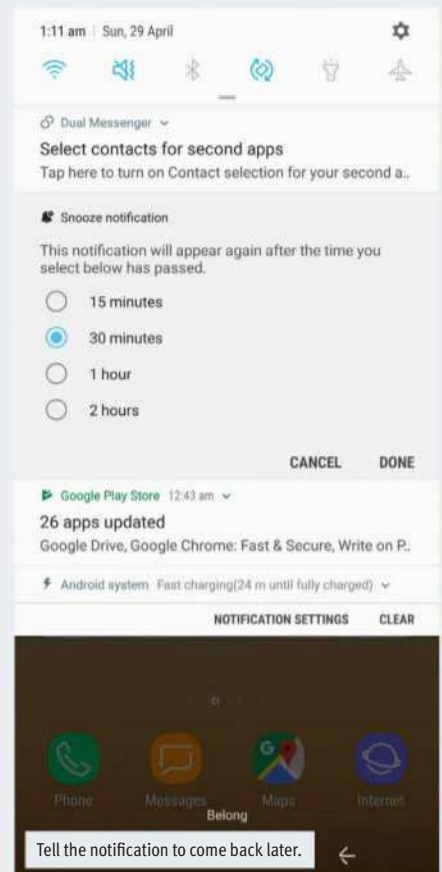 1:11 am | Sun, 29 April
Dual Messenger
Select contacts for second apps
Tap here to turn on Contact selection for your second a..
Snooze notification
This notification will appear again after the time you
select below has passed.
15 minutes
30 minutes
1 hour
2 hours
CANCEL DONE
Google Play Store 12:43 am
26 apps updated
Google Drive, Google Chrome: Fast & Secure, Write on P..
Android system Fast charging(24 m until fully charged)
NOTIFICATION SETTINGS CLEAR
Phone Messages Maps Internet
Belong
Tell the notification to come back later.